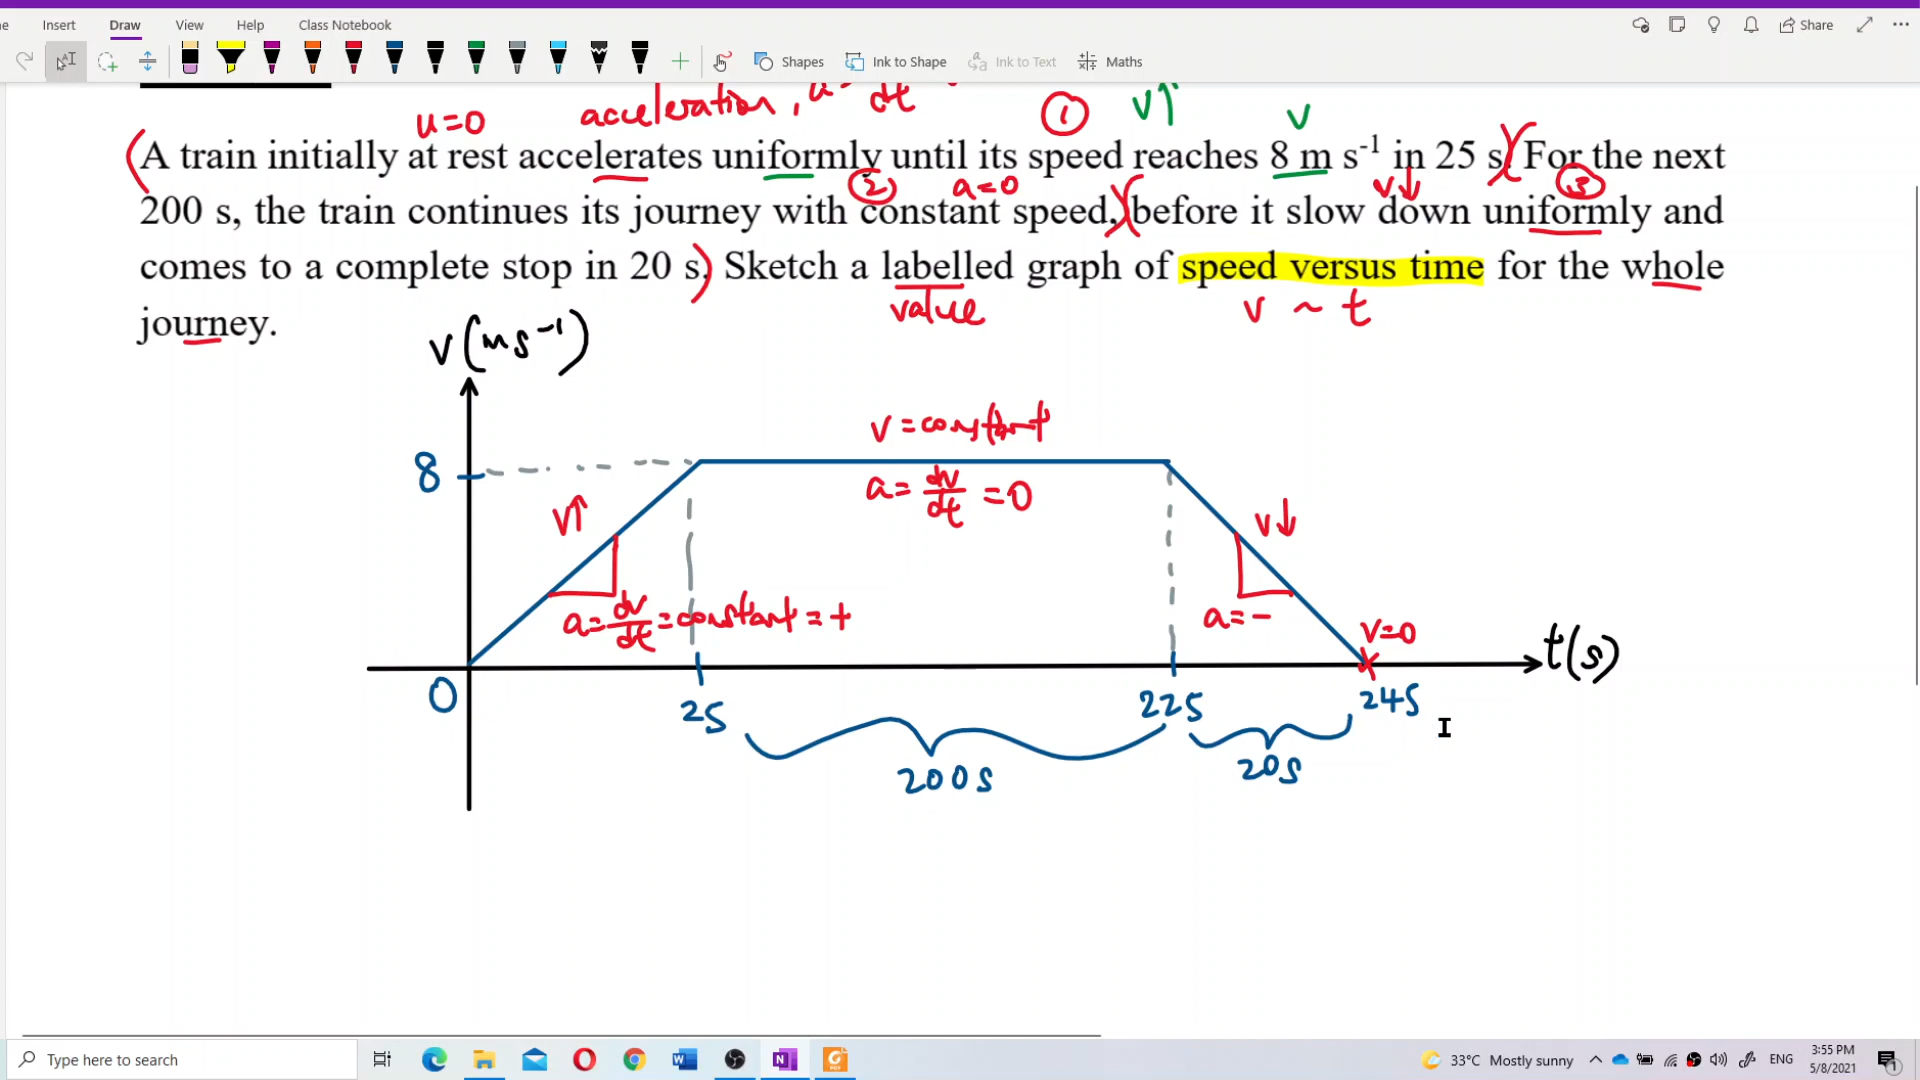 Insert Draw View Help Class Notebook Share
Shapes Ink to Shape Ink to Text Maths
u=0 acceleration, dt ① v↑ v
A train initially at rest accelerates uniformly until its speed reaches 8 m s⁻¹ in 25 s. For the next
② a=0 v↓ ③
200 s, the train continues its journey with constant speed, before it slow down uniformly and
comes to a complete stop in 20 s. Sketch a labelled graph of speed versus time for the whole
value v ~ t
journey.
v(ms⁻¹)
v=constant
8
a=dv/dt=0
v↑ v↓
a=dv/dt=constant=+ a=-
v=0
t(s)
0 25 225 245
200s 20s
Type here to search 33°C Mostly sunny ENG 3:55 PM
5/8/2021
1